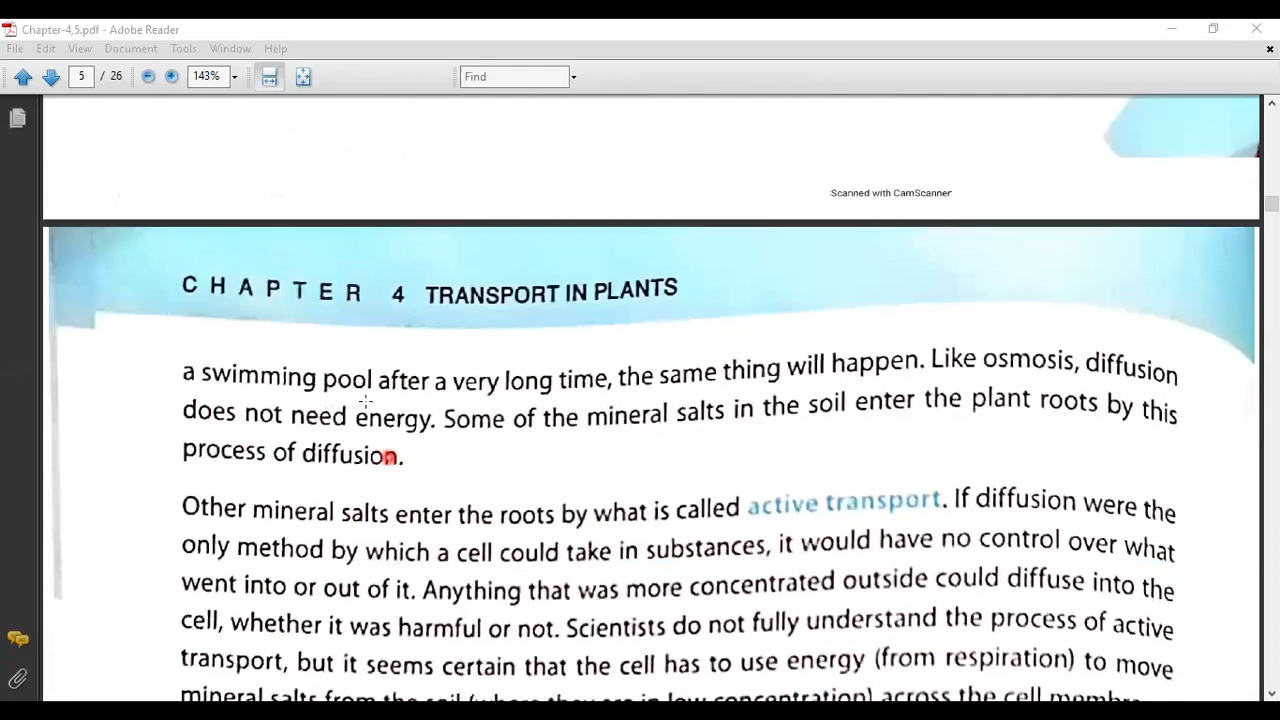 Chapter-4,5.pdf - Adobe Reader
File Edit View Document Tools Window Help
5 / 26 143% Find
Scanned with CamScanner
CHAPTER 4 TRANSPORT IN PLANTS
a swimming pool after a very long time, the same thing will happen. Like osmosis, diffusion
does not need energy. Some of the mineral salts in the soil enter the plant roots by this
process of diffusion.
Other mineral salts enter the roots by what is called active transport. If diffusion were the
only method by which a cell could take in substances, it would have no control over what
went into or out of it. Anything that was more concentrated outside could diffuse into the
cell, whether it was harmful or not. Scientists do not fully understand the process of active
transport, but it seems certain that the cell has to use energy (from respiration) to move
mineral salts from the soil (where they are in low concentration) across the cell